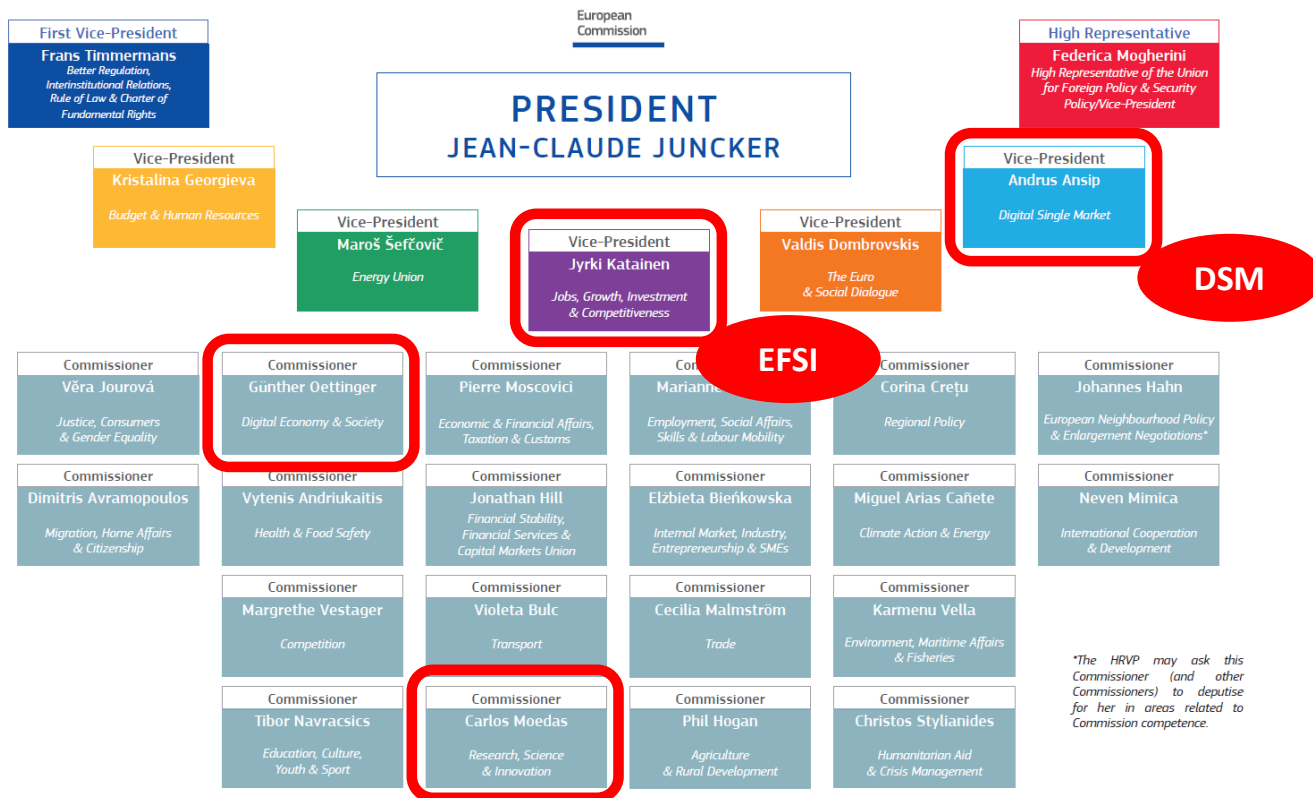 European
Commission
First Vice-President
Frans Timmermans
Better Regulation,
Interinstitutional Relations,
Rule of Law & Charter of
Fundamental Rights
High Representative
Federica Mogherini
High Representative of the Union
for Foreign Policy & Security
Policy/Vice-President
PRESIDENT
JEAN-CLAUDE JUNCKER
Vice-President
Kristalina Georgieva
Budget & Human Resources
Vice-President
Andrus Ansip
Digital Single Market
Vice-President
Maroš Šefčovič
Energy Union
Vice-President
Jyrki Katainen
Jobs, Growth, Investment
& Competitiveness
Vice-President
Valdis Dombrovskis
The Euro
& Social Dialogue
DSM
EFSI
Commissioner
Věra Jourová
Justice, Consumers
& Gender Equality
Commissioner
Günther Oettinger
Digital Economy & Society
Commissioner
Pierre Moscovici
Economic & Financial Affairs,
Taxation & Customs
Marianne
Employment, Social Affairs,
Skills & Labour Mobility
Commissioner
Corina Crețu
Regional Policy
Commissioner
Johannes Hahn
European Neighbourhood Policy
& Enlargement Negotiations*
Commissioner
Dimitris Avramopoulos
Migration, Home Affairs
& Citizenship
Commissioner
Vytenis Andriukaitis
Health & Food Safety
Commissioner
Jonathan Hill
Financial Stability,
Financial Services &
Capital Markets Union
Commissioner
Elżbieta Bieńkowska
Internal Market, Industry,
Entrepreneurship & SMEs
Commissioner
Miguel Arias Cañete
Climate Action & Energy
Commissioner
Neven Mimica
International Cooperation
& Development
Commissioner
Margrethe Vestager
Competition
Commissioner
Violeta Bulc
Transport
Commissioner
Cecilia Malmström
Trade
Commissioner
Karmenu Vella
Environment, Maritime Affairs
& Fisheries
Commissioner
Tibor Navracsics
Education, Culture,
Youth & Sport
Commissioner
Carlos Moedas
Research, Science
& Innovation
Commissioner
Phil Hogan
Agriculture
& Rural Development
Commissioner
Christos Stylianides
Humanitarian Aid
& Crisis Management
*The HRVP may ask this
Commissioner (and other
Commissioners) to deputise
for her in areas related to
Commission competence.